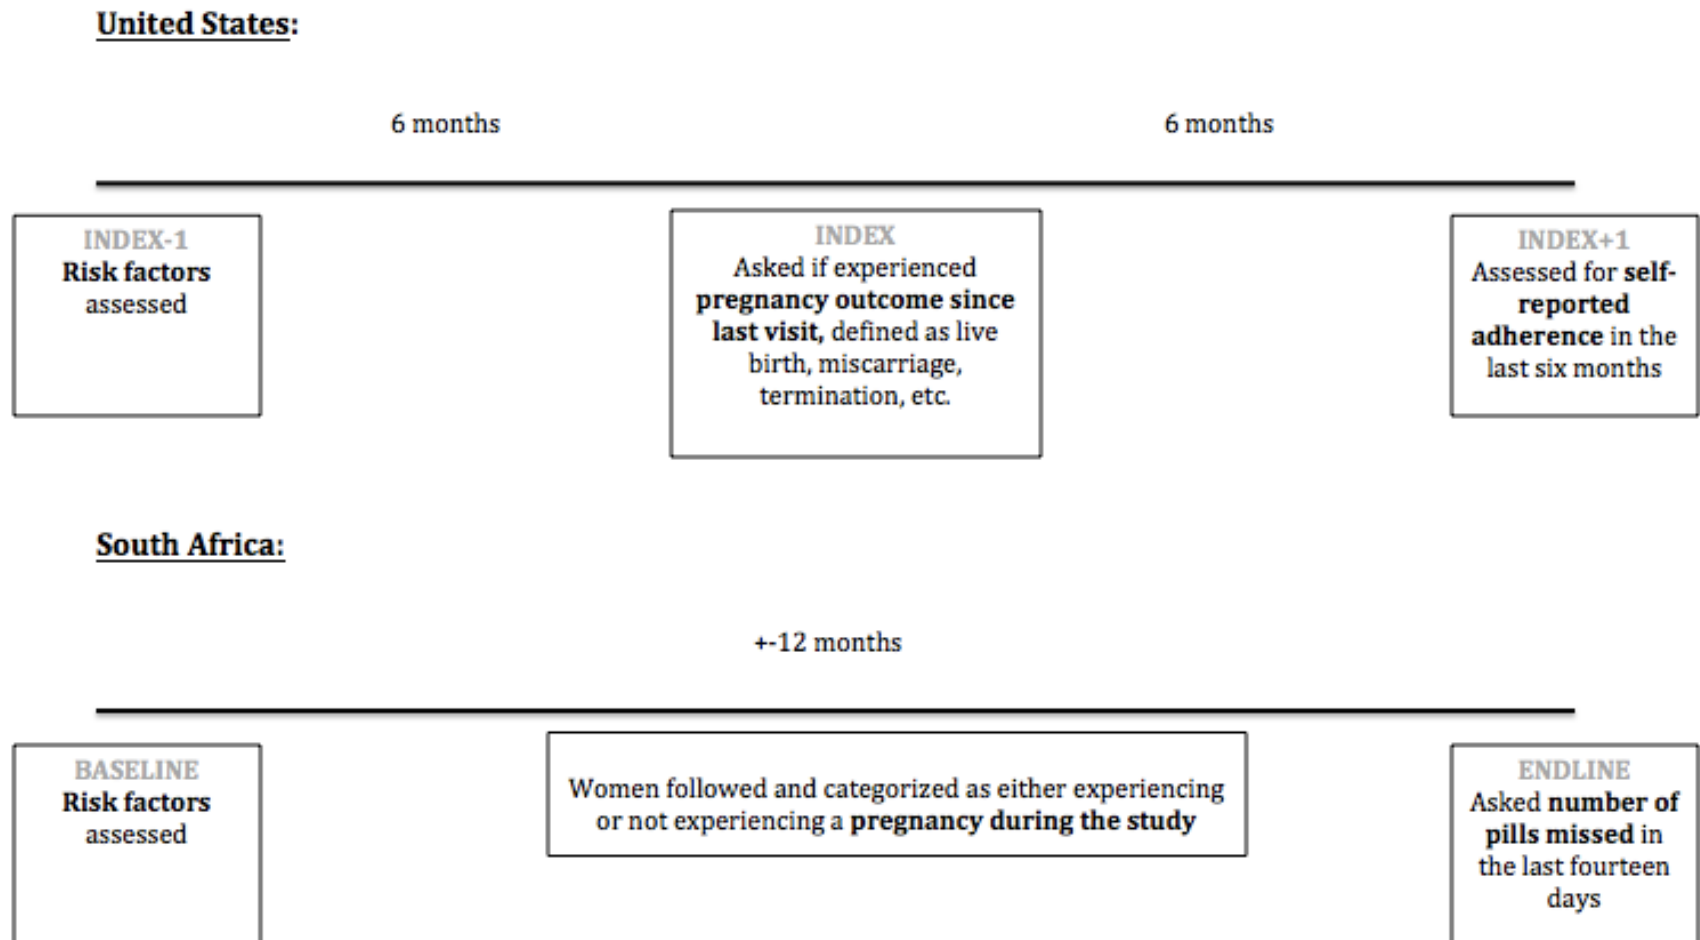 United States:
6 months
6 months
INDEX-1
Risk factors
assessed
INDEX
Asked if experienced
pregnancy outcome since
last visit, defined as live
birth, miscarriage,
termination, etc.
INDEX+1
Assessed for self-
reported
adherence in the
last six months
South Africa:
+-12 months
BASELINE
Risk factors
assessed
Women followed and categorized as either experiencing
or not experiencing a pregnancy during the study
ENDLINE
Asked number of
pills missed in
the last fourteen
days